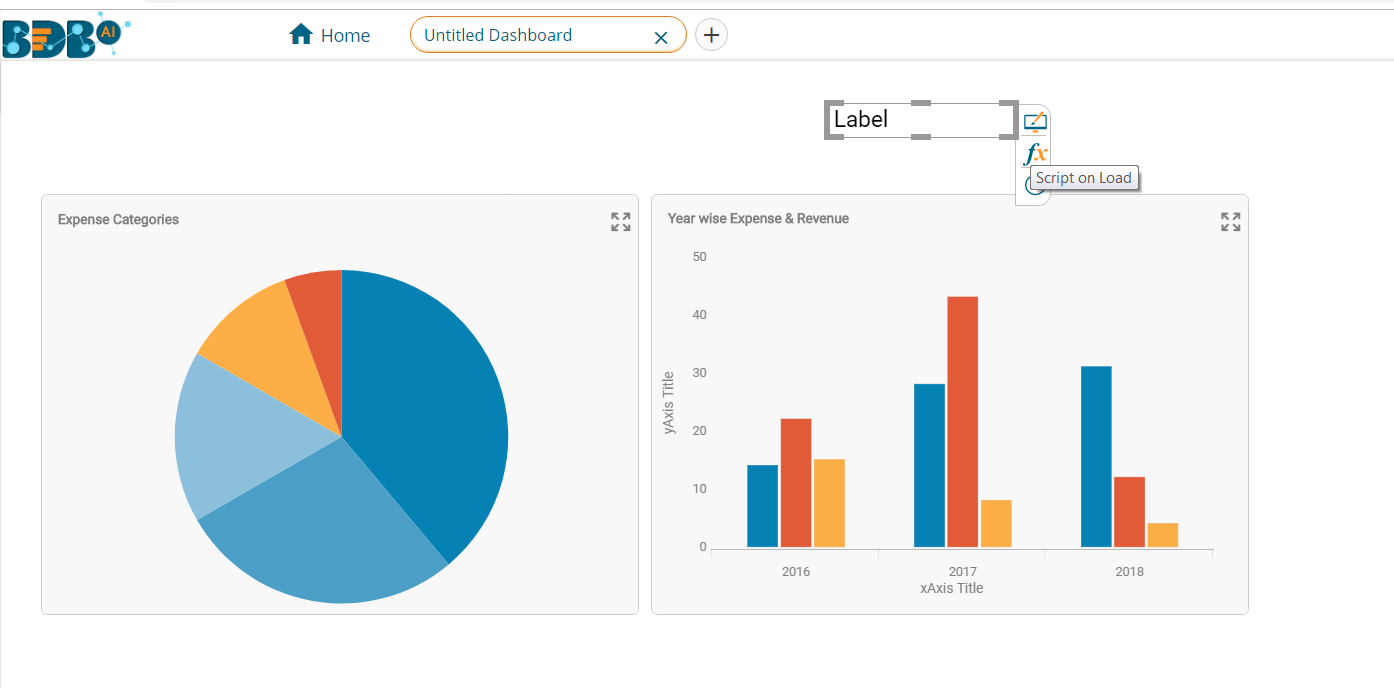 BDB AI
Home
Untitled Dashboard
Label
fx
Script on Load
Expense Categories
Year wise Expense & Revenue
50
40
30
20
10
0
yAxis Title
2016
2017
2018
xAxis Title